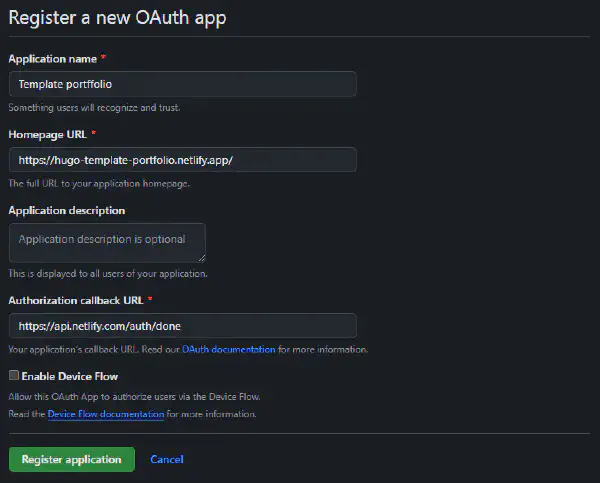 Register a new OAuth app
Application name *
Template portffolio
Something users will recognize and trust.
Homepage URL *
https://hugo-template-portfolio.netlify.app/
The full URL to your application homepage.
Application description
Application description is optional
This is displayed to all users of your application.
Authorization callback URL *
https://api.netlify.com/auth/done
Your application's callback URL. Read our OAuth documentation for more information.
Enable Device Flow
Allow this OAuth App to authorize users via the Device Flow.
Read the Device Flow documentation for more information.
Register application Cancel